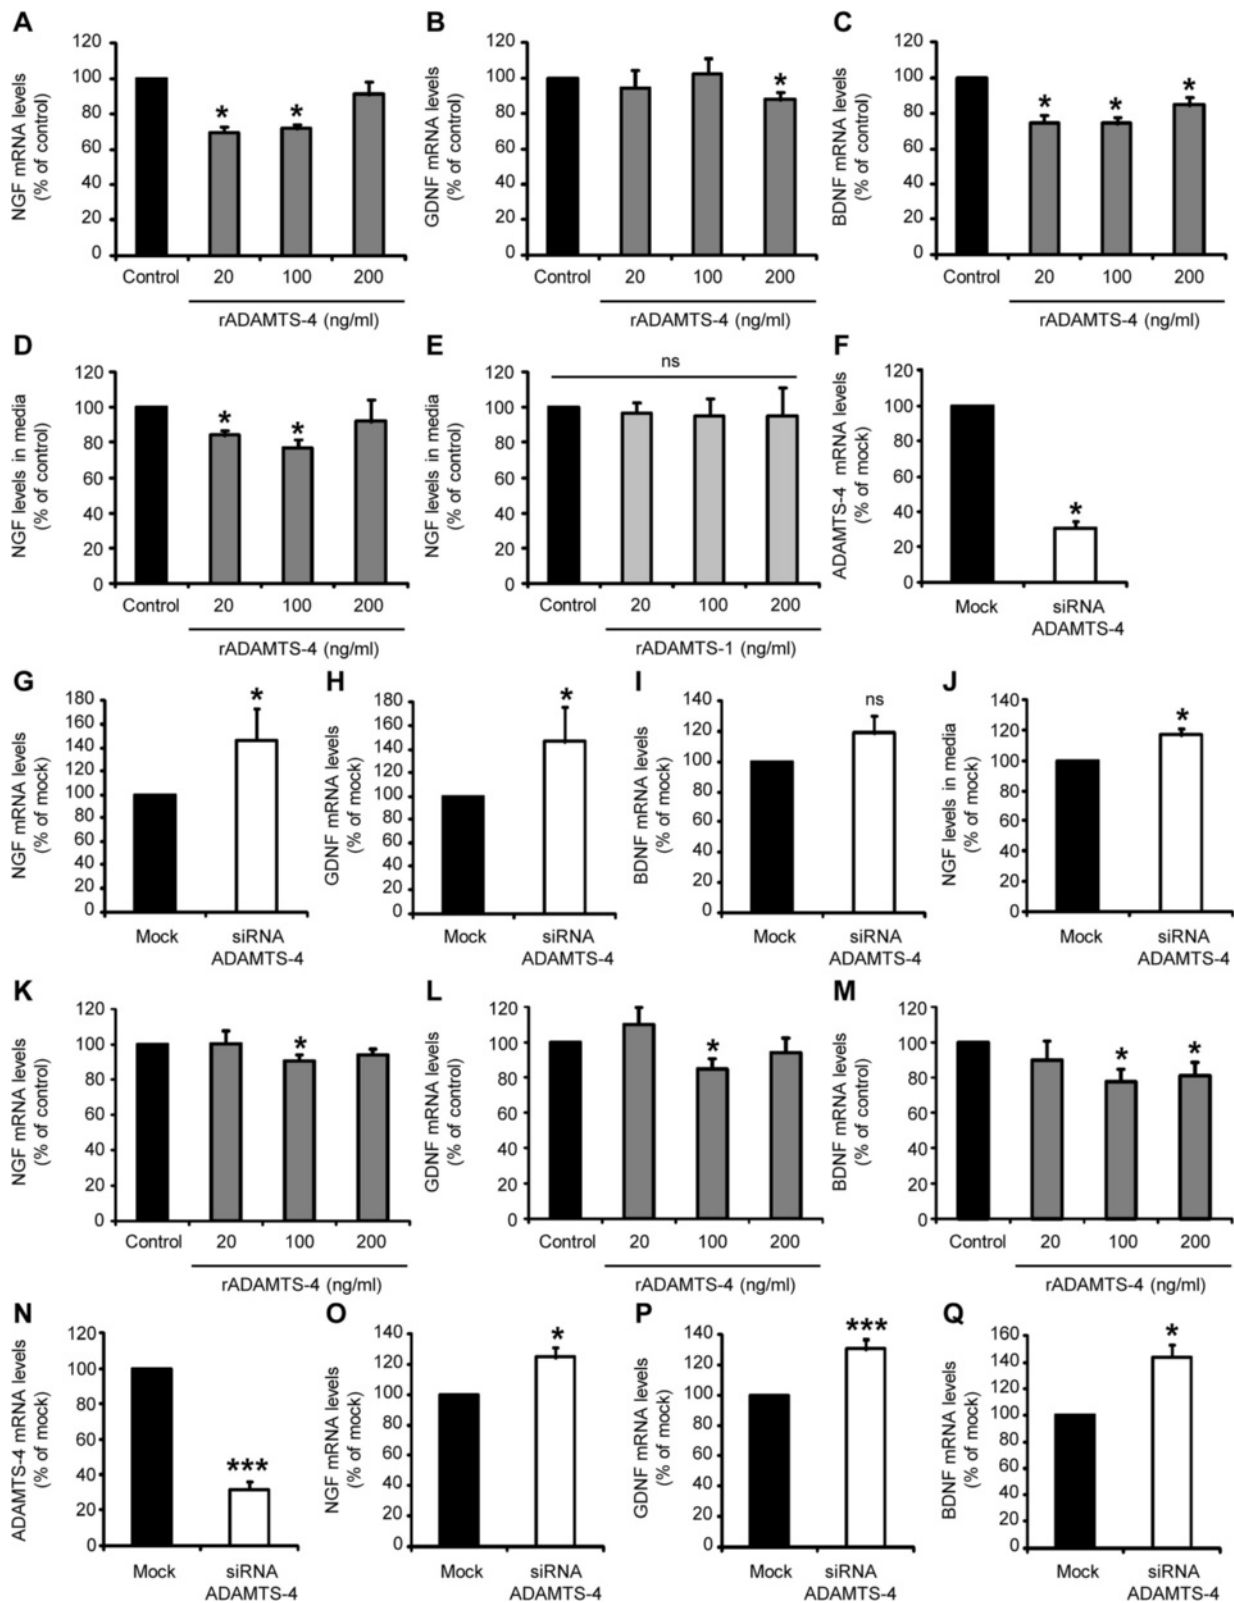 A
NGF mRNA levels
(% of control)
120
100
80
60
40
20
0
*
*
Control
20
100
200
rADAMTS-4 (ng/ml)
B
GDNF mRNA levels
(% of control)
120
100
80
60
40
20
0
*
Control
20
100
200
rADAMTS-4 (ng/ml)
C
BDNF mRNA levels
(% of control)
120
100
80
60
40
20
0
*
*
*
Control
20
100
200
rADAMTS-4 (ng/ml)
D
NGF levels in media
(% of control)
120
100
80
60
40
20
0
*
*
Control
20
100
200
rADAMTS-4 (ng/ml)
E
NGF levels in media
(% of control)
120
100
80
60
40
20
0
ns
Control
20
100
200
rADAMTS-1 (ng/ml)
F
ADAMTS-4 mRNA levels
(% of mock)
120
100
80
60
40
20
0
*
Mock
siRNA
ADAMTS-4
G
NGF mRNA levels
(% of mock)
180
160
140
120
100
80
60
40
20
0
*
Mock
siRNA
ADAMTS-4
H
GDNF mRNA levels
(% of mock)
180
160
140
120
100
80
60
40
20
0
*
Mock
siRNA
ADAMTS-4
I
BDNF mRNA levels
(% of mock)
140
120
100
80
60
40
20
0
ns
Mock
siRNA
ADAMTS-4
J
NGF levels in media
(% of mock)
140
120
100
80
60
40
20
0
*
Mock
siRNA
ADAMTS-4
K
NGF mRNA levels
(% of control)
120
100
80
60
40
20
0
*
Control
20
100
200
rADAMTS-4 (ng/ml)
L
GDNF mRNA levels
(% of control)
120
100
80
60
40
20
0
*
Control
20
100
200
rADAMTS-4 (ng/ml)
M
BDNF mRNA levels
(% of control)
120
100
80
60
40
20
0
*
*
Control
20
100
200
rADAMTS-4 (ng/ml)
N
ADAMTS-4 mRNA levels
(% of mock)
120
100
80
60
40
20
0
***
Mock
siRNA
ADAMTS-4
O
NGF mRNA levels
(% of mock)
140
120
100
80
60
40
20
0
*
Mock
siRNA
ADAMTS-4
P
GDNF mRNA levels
(% of mock)
140
120
100
80
60
40
20
0
***
Mock
siRNA
ADAMTS-4
Q
BDNF mRNA levels
(% of mock)
160
140
120
100
80
60
40
20
0
*
Mock
siRNA
ADAMTS-4